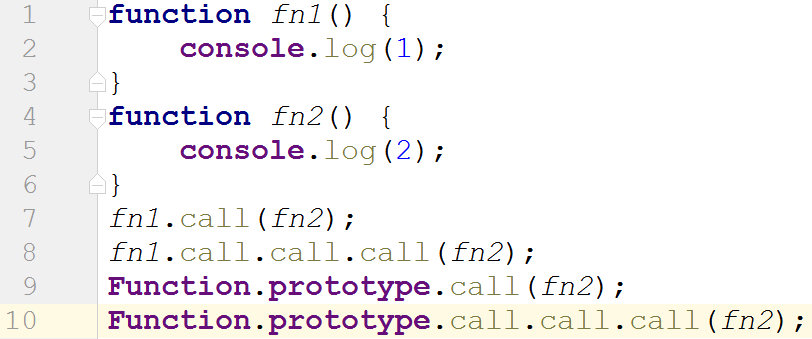 1 function fn1() {
2     console.log(1);
3 }
4 function fn2() {
5     console.log(2);
6 }
7 fn1.call(fn2);
8 fn1.call.call.call(fn2);
9 Function.prototype.call(fn2);
10 Function.prototype.call.call.call(fn2);